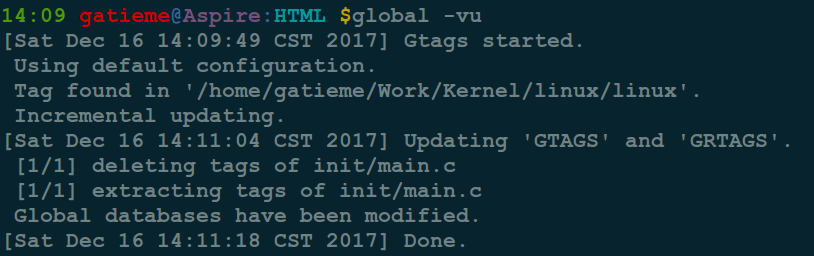 14:09 gatieme@Aspire:HTML $global -vu
[Sat Dec 16 14:09:49 CST 2017] Gtags started.
 Using default configuration.
 Tag found in '/home/gatieme/Work/Kernel/linux/linux'.
 Incremental updating.
[Sat Dec 16 14:11:04 CST 2017] Updating 'GTAGS' and 'GRTAGS'.
 [1/1] deleting tags of init/main.c
 [1/1] extracting tags of init/main.c
 Global databases have been modified.
[Sat Dec 16 14:11:18 CST 2017] Done.